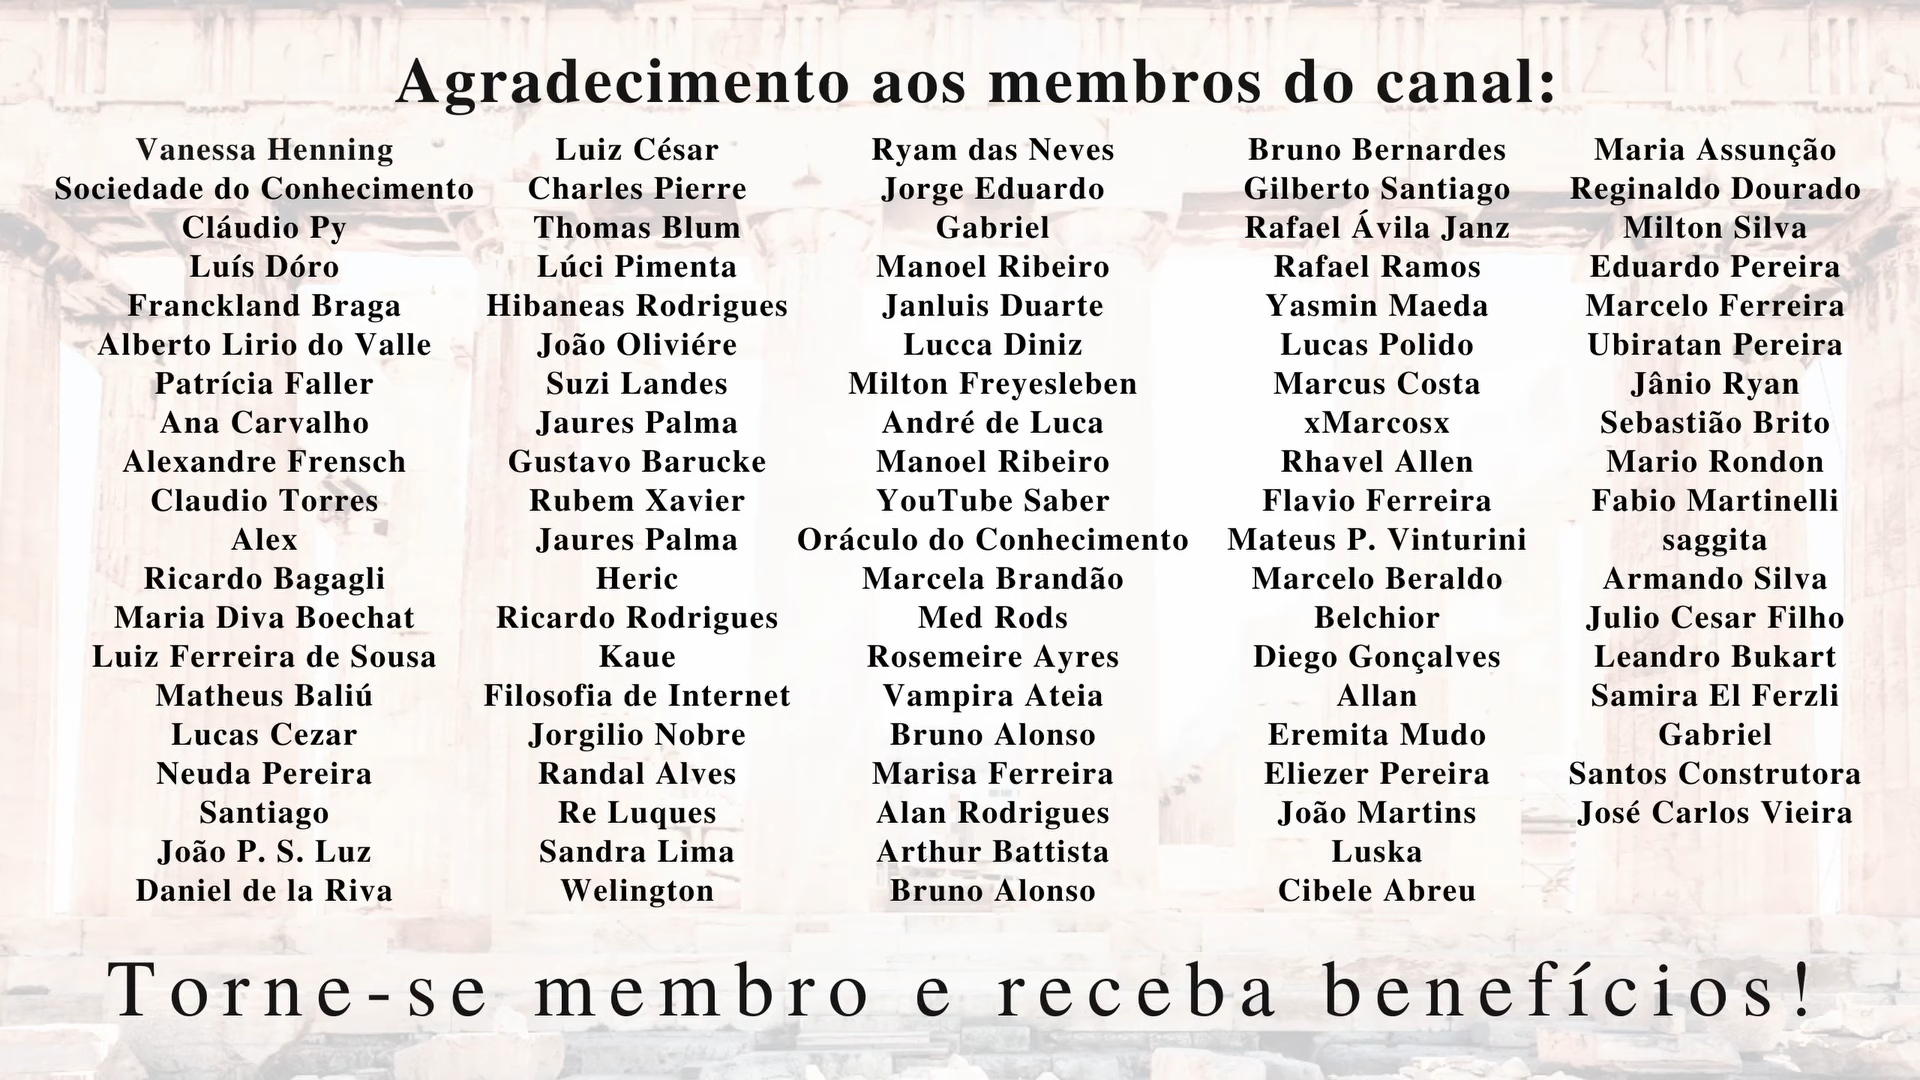 Agradecimento aos membros do canal:
Vanessa Henning
Sociedade do Conhecimento
Cláudio Py
Luís Dóro
Franckland Braga
Alberto Lirio do Valle
Patrícia Faller
Ana Carvalho
Alexandre Frensch
Claudio Torres
Alex
Ricardo Bagagli
Maria Diva Boechat
Luiz Ferreira de Sousa
Matheus Baliú
Lucas Cezar
Neuda Pereira
Santiago
João P. S. Luz
Daniel de la Riva
Luiz César
Charles Pierre
Thomas Blum
Lúci Pimenta
Hibaneas Rodrigues
João Oliviére
Suzi Landes
Jaures Palma
Gustavo Barucke
Rubem Xavier
Jaures Palma
Heric
Ricardo Rodrigues
Kaue
Filosofia de Internet
Jorgilio Nobre
Randal Alves
Re Luques
Sandra Lima
Welington
Ryam das Neves
Jorge Eduardo
Gabriel
Manoel Ribeiro
Janluis Duarte
Lucca Diniz
Milton Freyesleben
André de Luca
Manoel Ribeiro
YouTube Saber
Oráculo do Conhecimento
Marcela Brandão
Med Rods
Rosemeire Ayres
Vampira Ateia
Bruno Alonso
Marisa Ferreira
Alan Rodrigues
Arthur Battista
Bruno Alonso
Bruno Bernardes
Gilberto Santiago
Rafael Ávila Janz
Rafael Ramos
Yasmin Maeda
Lucas Polido
Marcus Costa
xMarcosx
Rhavel Allen
Flavio Ferreira
Mateus P. Vinturini
Marcelo Beraldo
Belchior
Diego Gonçalves
Allan
Eremita Mudo
Eliezer Pereira
João Martins
Luska
Cibele Abreu
Maria Assunção
Reginaldo Dourado
Milton Silva
Eduardo Pereira
Marcelo Ferreira
Ubiratan Pereira
Jânio Ryan
Sebastião Brito
Mario Rondon
Fabio Martinelli
saggita
Armando Silva
Julio Cesar Filho
Leandro Bukart
Samira El Ferzli
Gabriel
Santos Construtora
José Carlos Vieira
Torne-se membro e receba benefícios!